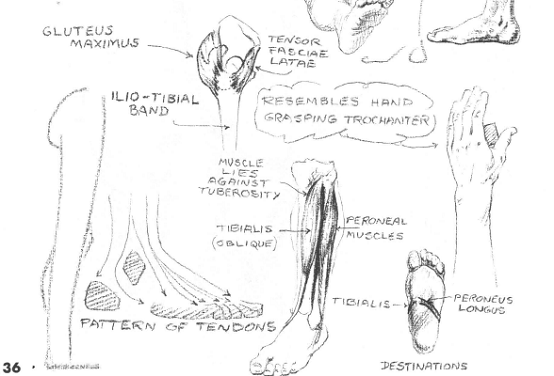 GLUTEUS
MAXIMUS
TENSOR
FASCIAE
LATAE
ILIO-TIBIAL
BAND
RESEMBLES HAND
GRASPING TROCHANTER
MUSCLE
LIES
AGAINST
TUBEROSITY
TIBIALIS
(OBLIQUE)
PERONEAL
MUSCLES
TIBIALIS
PERONEUS
LONGUS
PATTERN OF TENDONS
DESTINATIONS
36